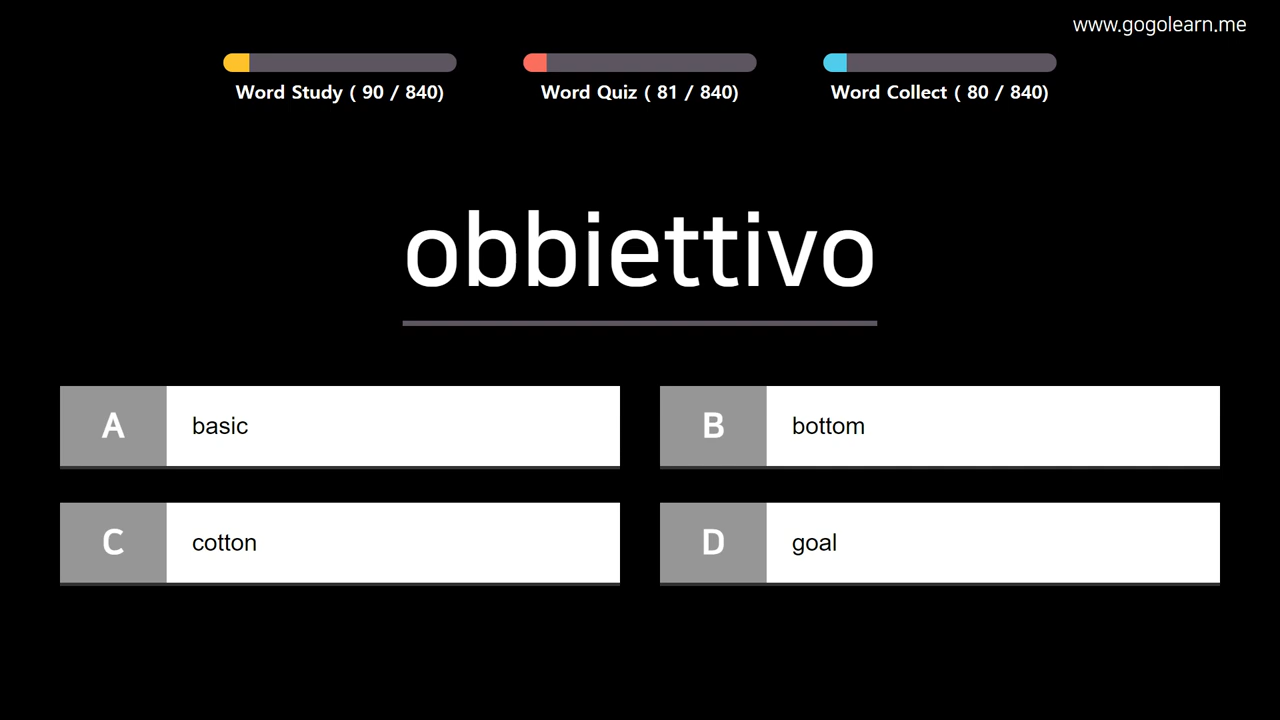 www.gogolearn.me
Word Study ( 90 / 840)
Word Quiz ( 81 / 840)
Word Collect ( 80 / 840)
obbiettivo
A basic
B bottom
C cotton
D goal